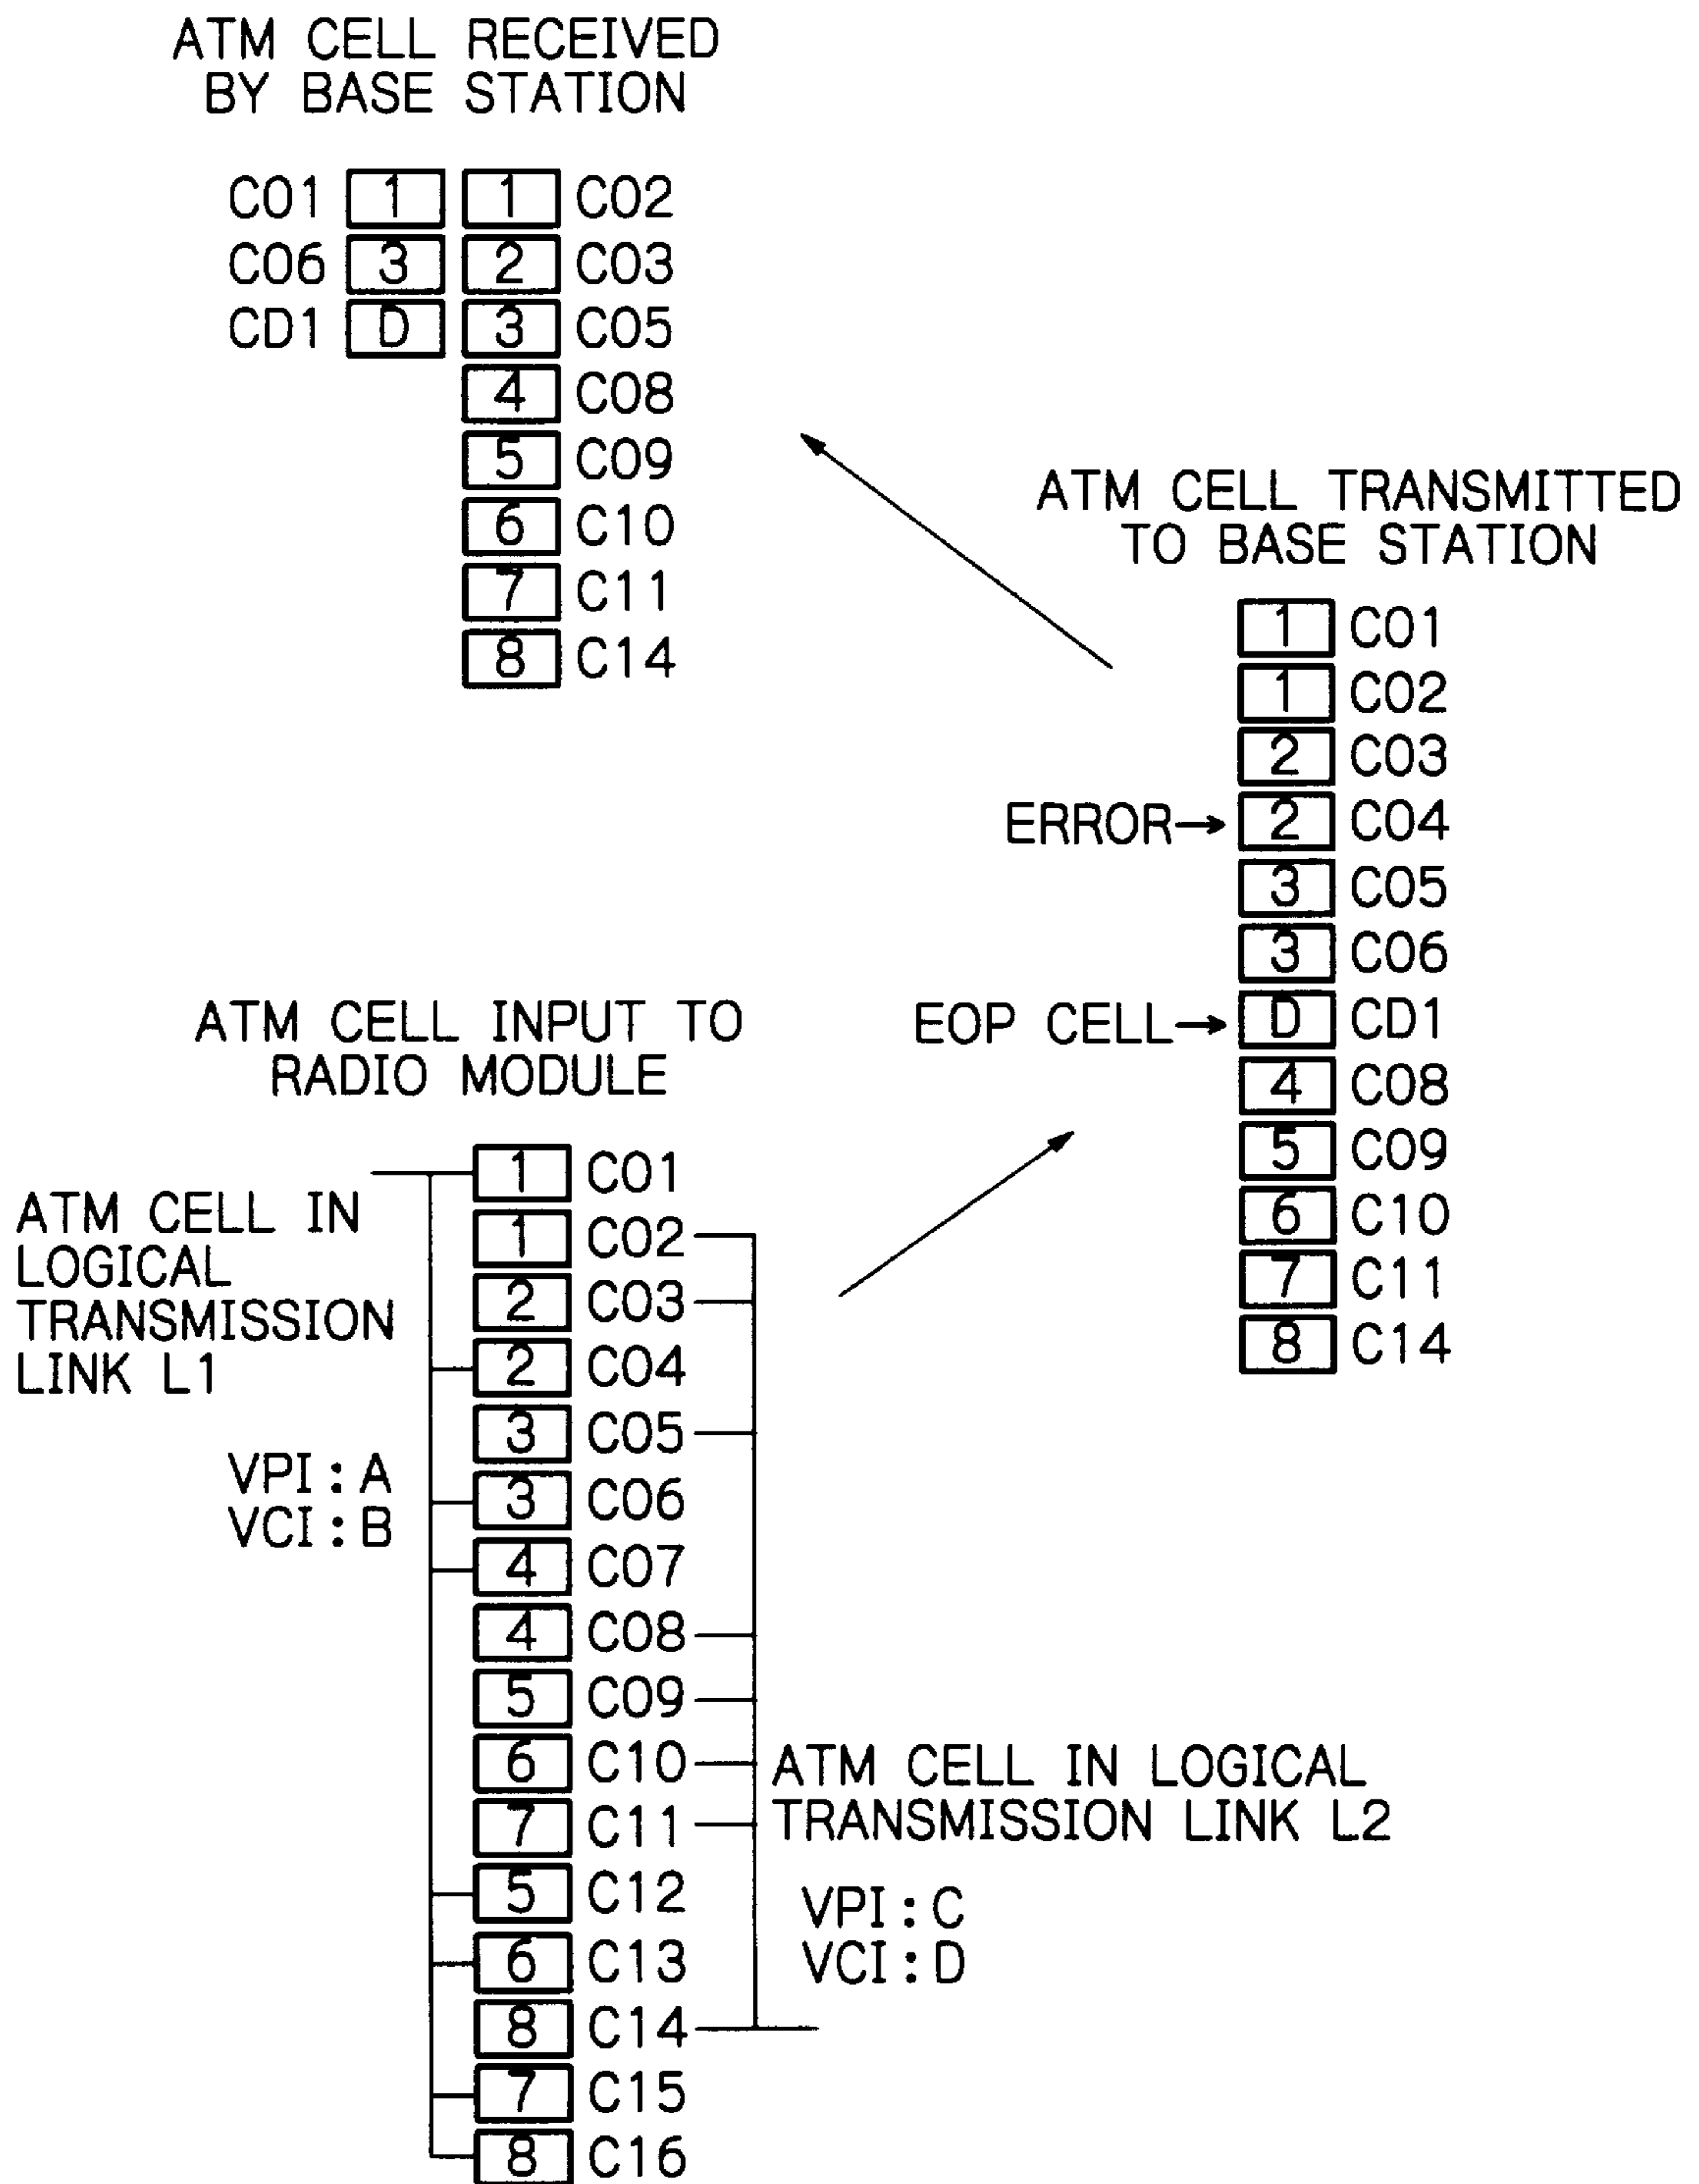 ATM CELL RECEIVED
BY BASE STATION
C01 1 1 C02
C06 3 2 C03
CD1 D 3 C05
4 C08
5 C09
6 C10
7 C11
8 C14
ATM CELL TRANSMITTED
TO BASE STATION
1 C01
1 C02
2 C03
ERROR→ 2 C04
3 C05
3 C06
EOP CELL→ D CD1
4 C08
5 C09
6 C10
7 C11
8 C14
ATM CELL INPUT TO
RADIO MODULE
ATM CELL IN
LOGICAL
TRANSMISSION
LINK L1
VPI:A
VCI:B
1 C01
1 C02
2 C03
2 C04
3 C05
3 C06
4 C07
4 C08
5 C09
6 C10
7 C11
5 C12
6 C13
8 C14
7 C15
8 C16
ATM CELL IN LOGICAL
TRANSMISSION LINK L2
VPI:C
VCI:D